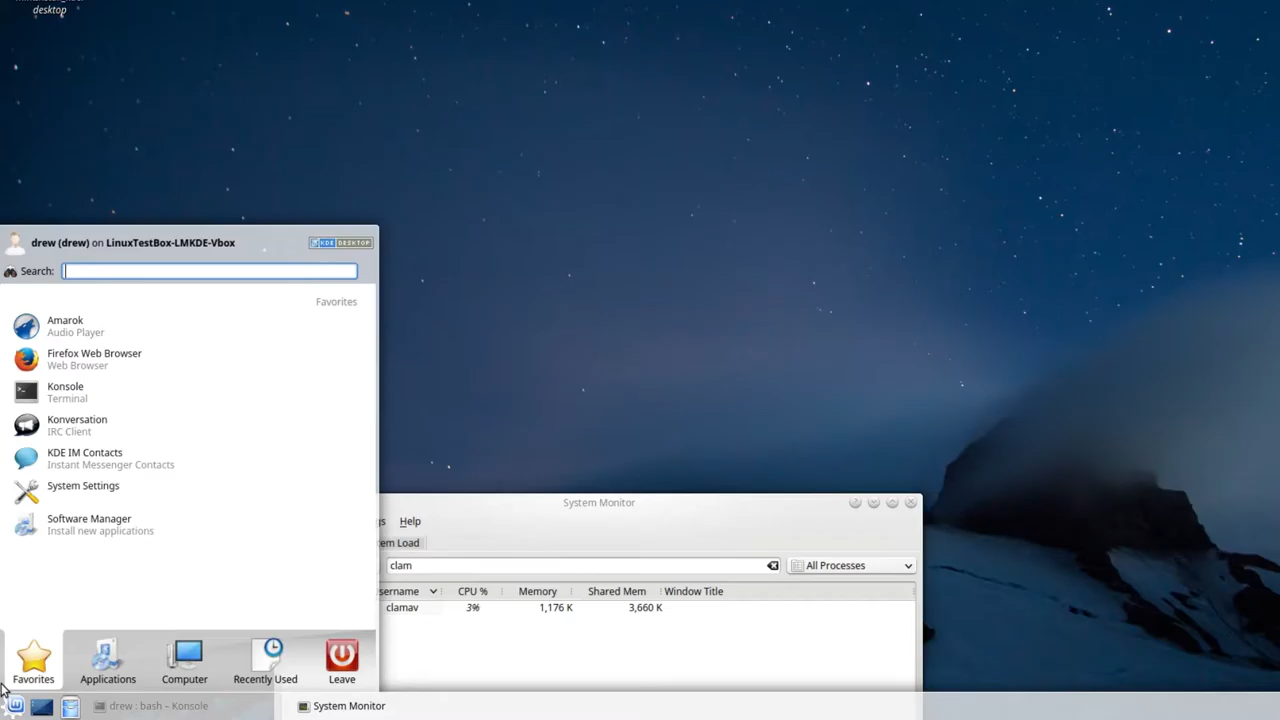 desktop
drew (drew) on LinuxTestBox-LMKDE-Vbox
KDE DESKTOP
Search:
Favorites
Amarok
Audio Player
Firefox Web Browser
Web Browser
Konsole
Terminal
Konversation
IRC Client
KDE IM Contacts
Instant Messenger Contacts
System Settings
Software Manager
Install new applications
Favorites
Applications
Computer
Recently Used
Leave
System Monitor
gs Help
em Load
clam
All Processes
sername CPU % Memory Shared Mem Window Title
clamav 3% 1,176 K 3,660 K
drew : bash – Konsole
System Monitor